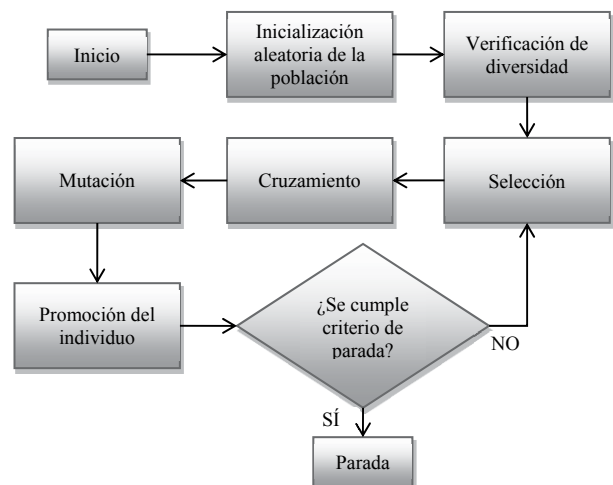 Inicio
Inicialización
aleatoria de la
población
Verificación de
diversidad
Mutación
Cruzamiento
Selección
Promoción del
individuo
¿Se cumple
criterio de
parada?
NO
SÍ
Parada